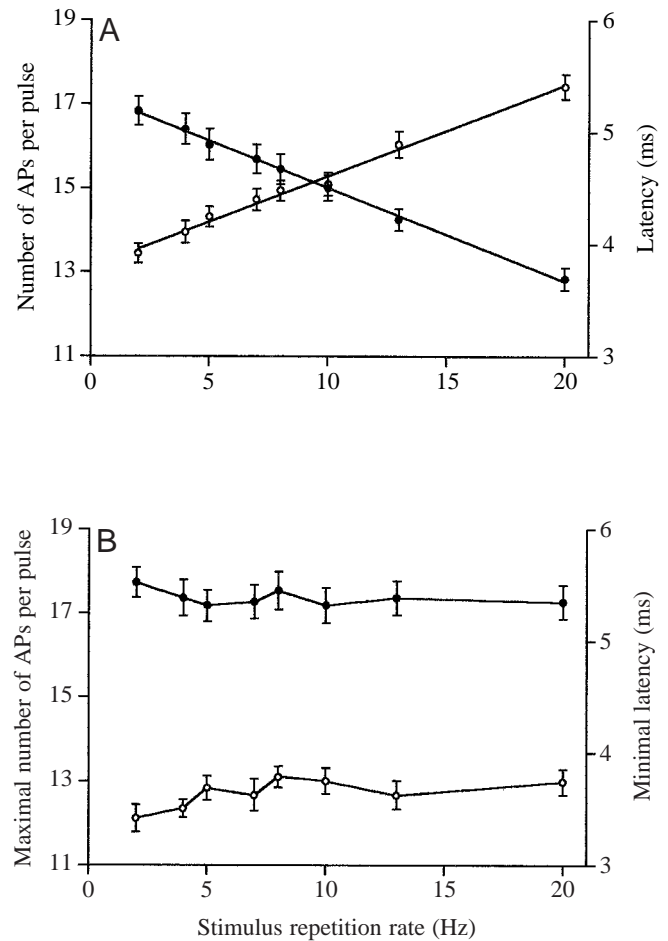 A
19
17
15
13
11
Number of APs per pulse
6
5
4
3
Latency (ms)
0 5 10 15 20
B
19
17
15
13
11
Maximal number of APs per pulse
6
5
4
3
Minimal latency (ms)
0 5 10 15 20
Stimulus repetition rate (Hz)